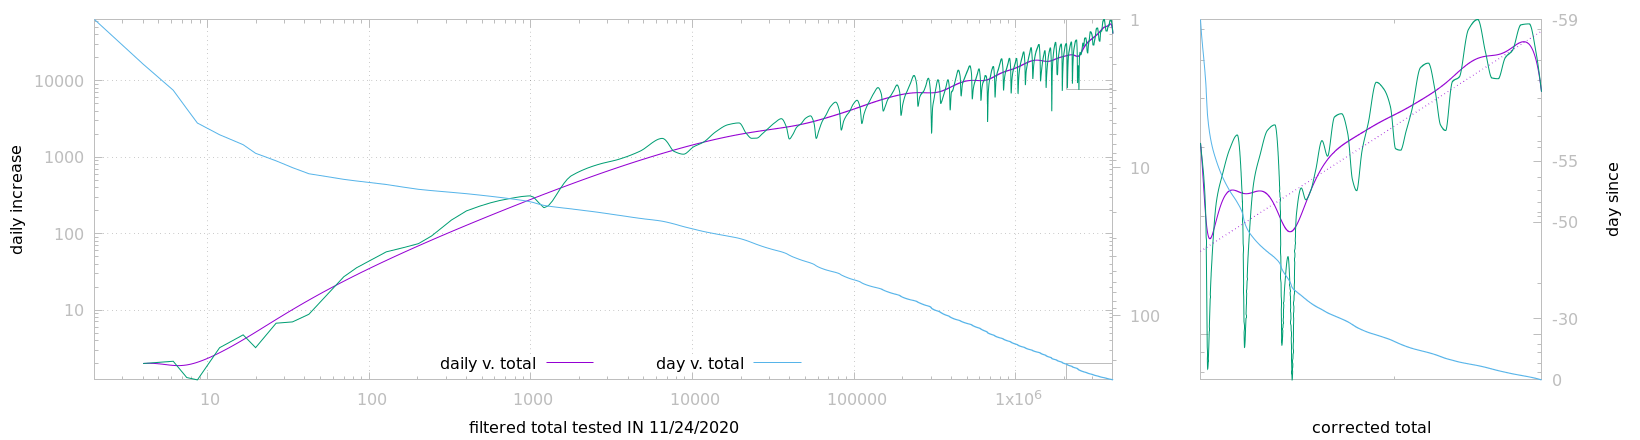 daily increase
10000
1000
100
10
10
100
1000
10000
100000
1x10^6
filtered total tested IN 11/24/2020
daily v. total
day v. total
1
10
100
-59
-55
-50
-30
0
day since
corrected total